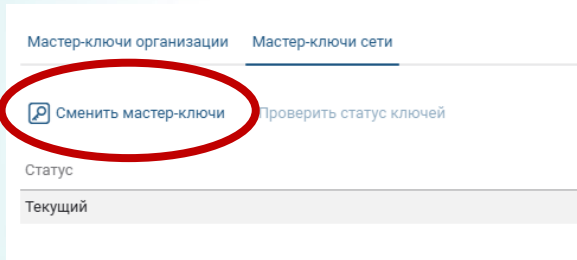 Мастер-ключи организации Мастер-ключи сети
Сменить мастер-ключи Проверить статус ключей
Статус
Текущий